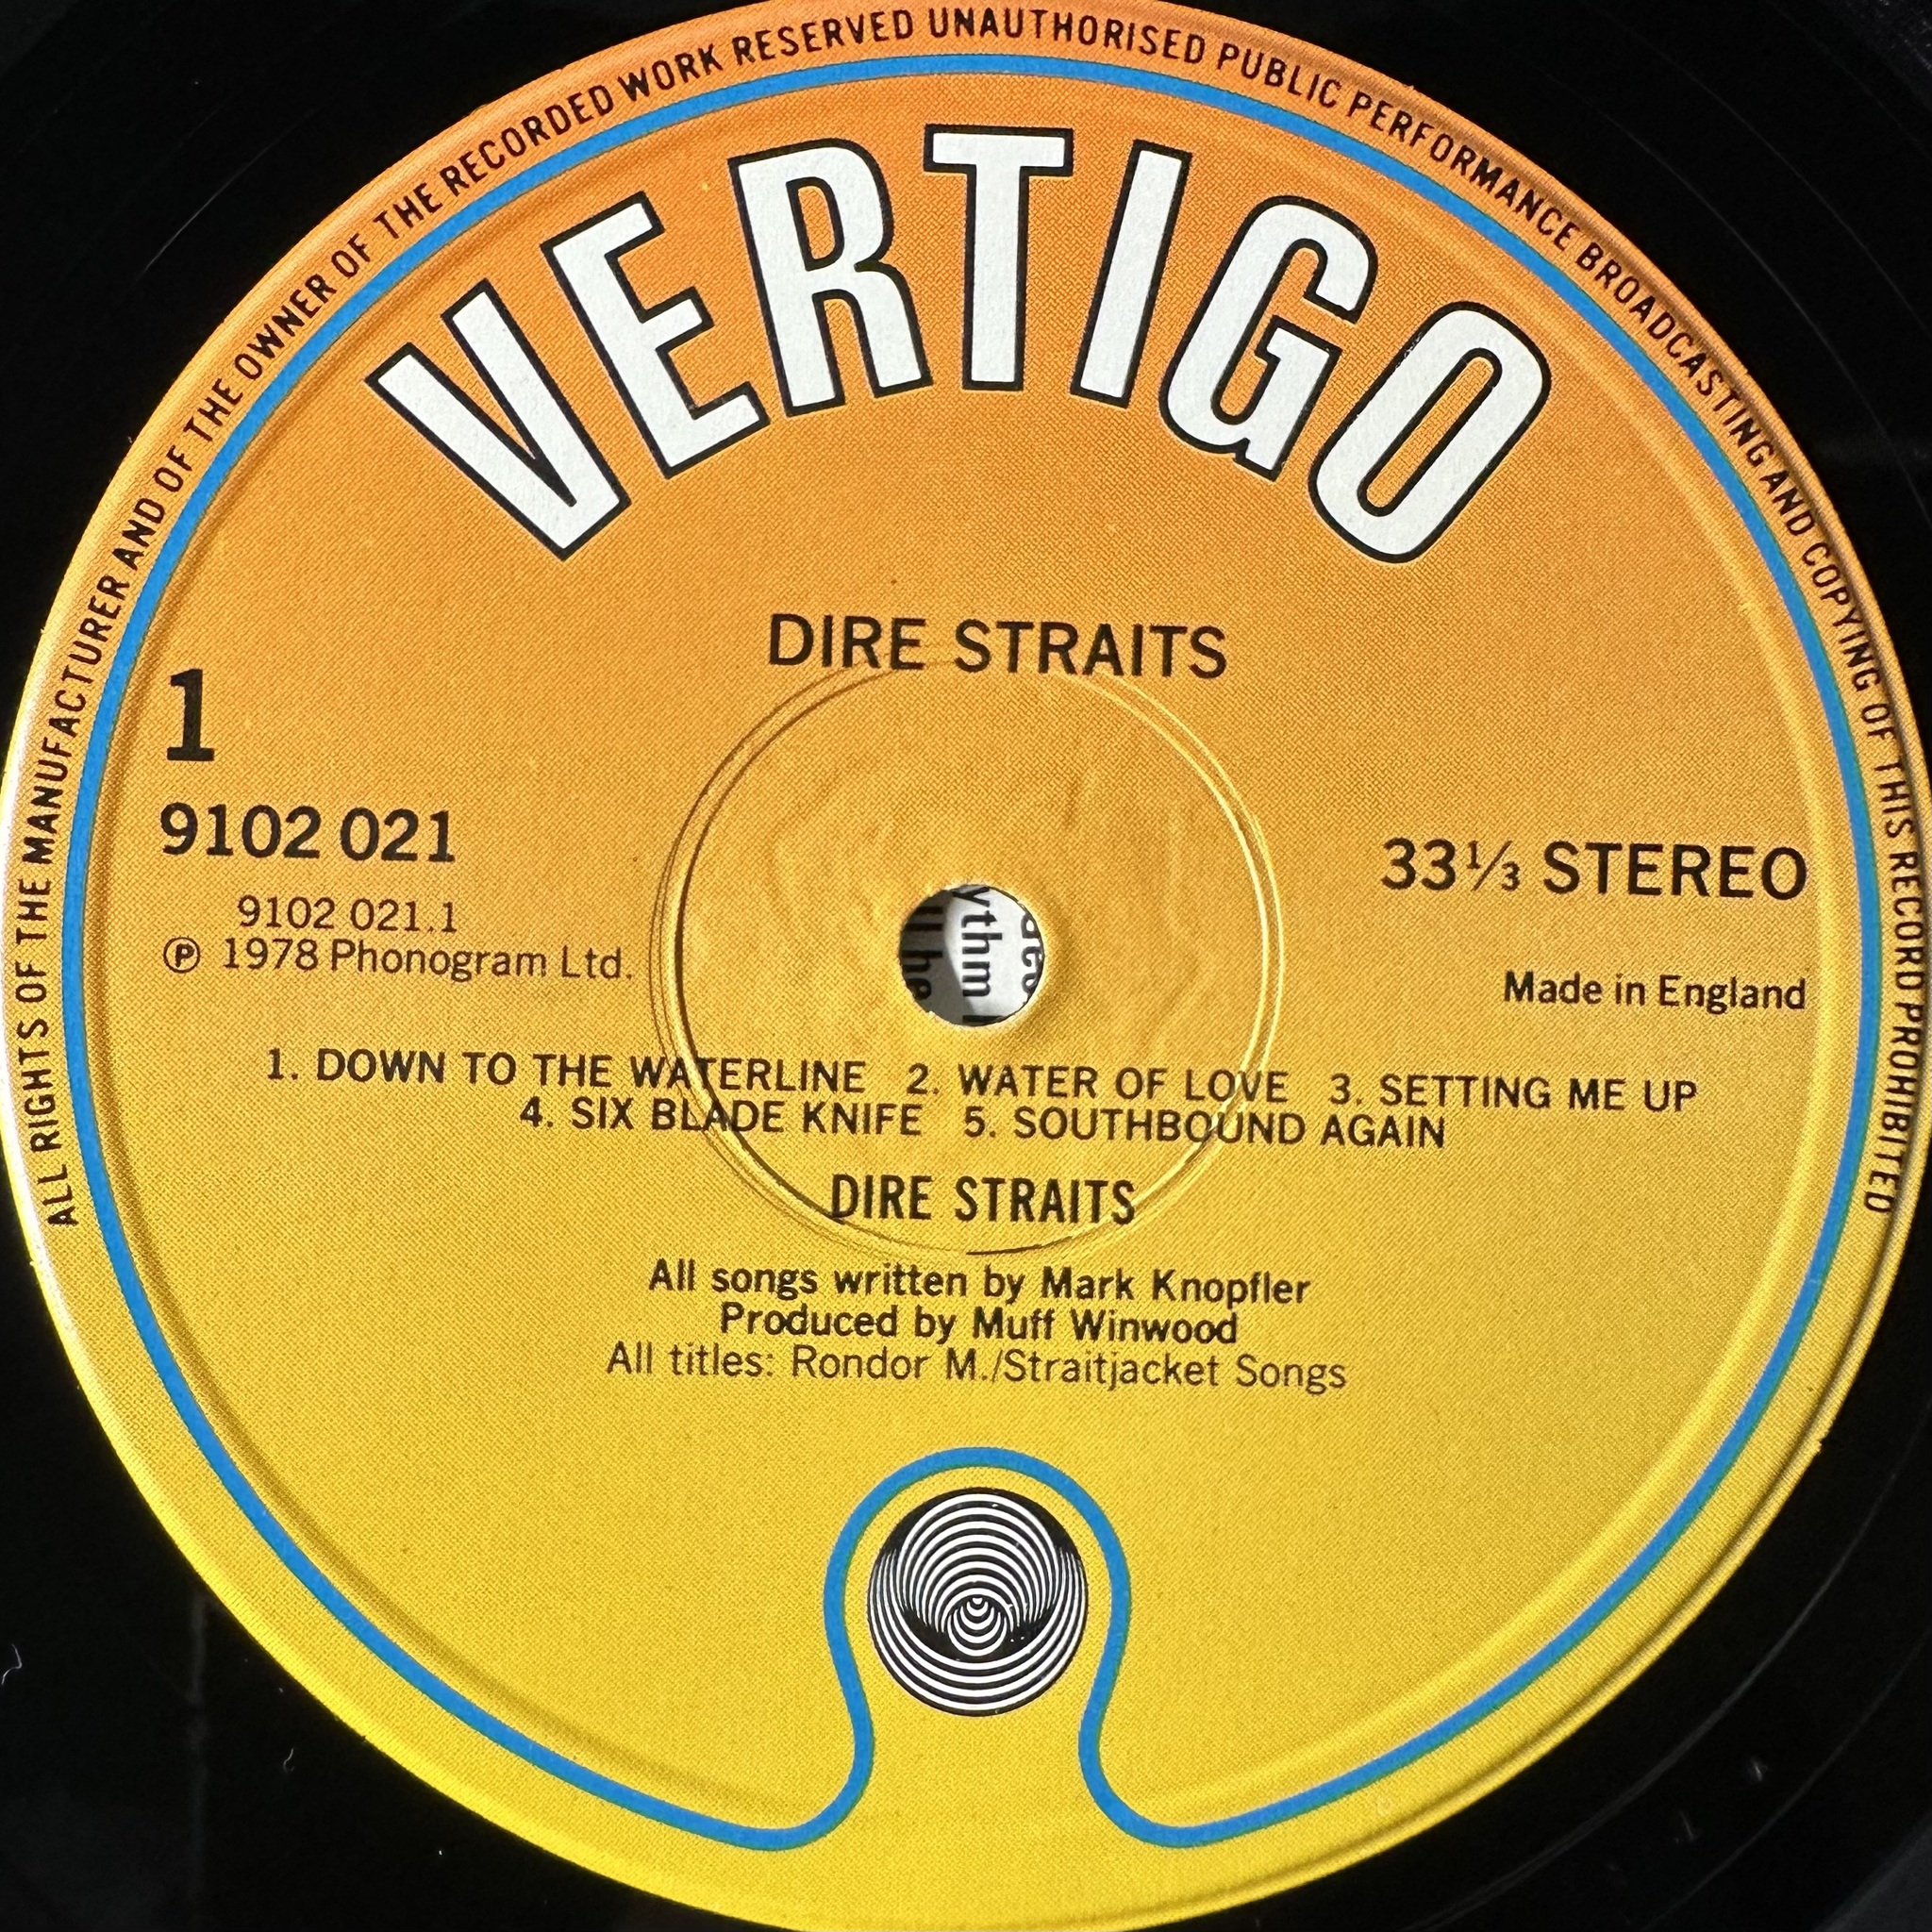 ALL RIGHTS OF THE MANUFACTURER AND OF THE OWNER OF THE RECORDED WORK RESERVED UNAUTHORISED PUBLIC PERFORMANCE BROADCASTING AND COPYING OF THIS RECORD PROHIBITED
VERTIGO
DIRE STRAITS
1
9102 021
33⅓ STEREO
9102 021.1
Ⓟ 1978 Phonogram Ltd.
Made in England
1. DOWN TO THE WATERLINE 2. WATER OF LOVE 3. SETTING ME UP
4. SIX BLADE KNIFE 5. SOUTHBOUND AGAIN
DIRE STRAITS
All songs written by Mark Knopfler
Produced by Muff Winwood
All titles: Rondor M./Straitjacket Songs